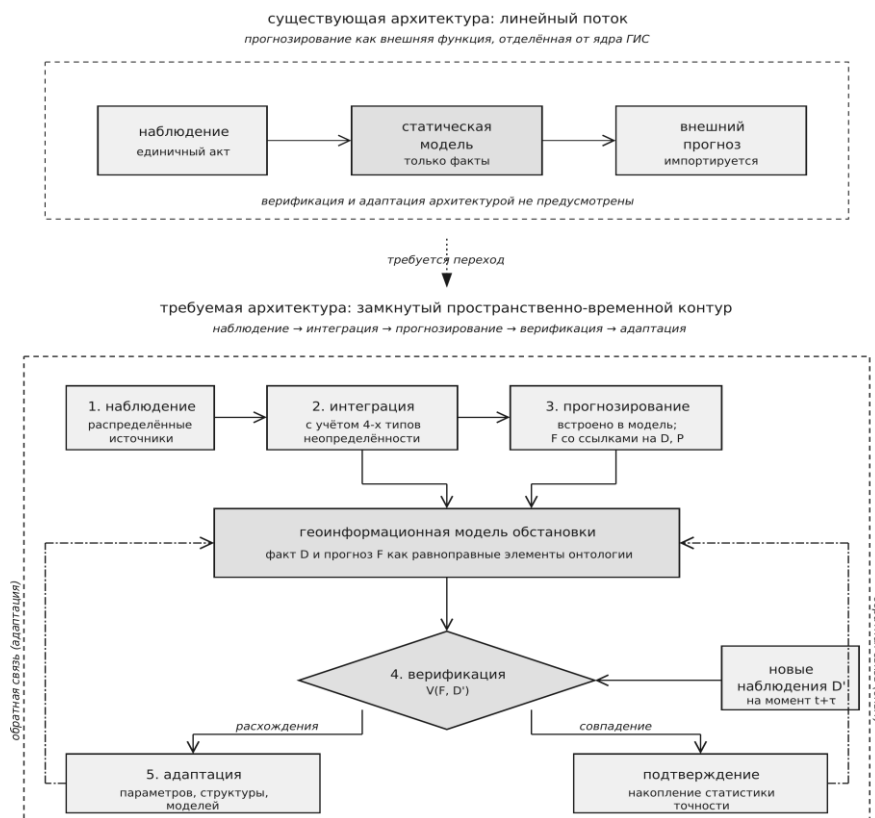 существующая архитектура: линейный поток
прогнозирование как внешняя функция, отделённая от ядра ГИС
наблюдение
единичный акт
статическая
модель
только факты
внешний
прогноз
импортируется
верификация и адаптация архитектурой не предусмотрены
требуется переход
требуемая архитектура: замкнутый пространственно-временной контур
наблюдение → интеграция → прогнозирование → верификация → адаптация
1. наблюдение
распределённые
источники
2. интеграция
с учётом 4-х типов
неопределённости
3. прогнозирование
встроено в модель;
F со ссылками на D, P
геоинформационная модель обстановки
факт D и прогноз F как равноправные элементы онтологии
обратная связь (адаптация)
4. верификация
V(F, D')
новые
наблюдения D'
на момент t+τ
расхождения
совпадение
5. адаптация
параметров, структуры,
моделей
подтверждение
накопление статистики
точности